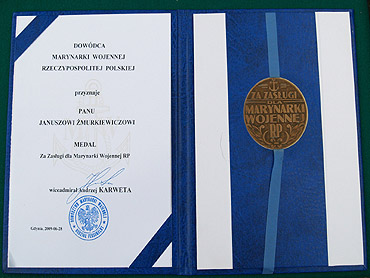 DOWÓDCA
MARYNARKI WOJENNEJ
RZECZYPOSPOLITEJ POLSKIEJ
przyznaje
PANU
JANUSZOWI ŻMURKIEWICZOWI
MEDAL
Za Zasługi dla Marynarki Wojennej RP
wiceadmirał Andrzej KARWETA
Gdynia, 2009-06-28
ZA ZASŁUGI
DLA
MARYNARKI
WOJENNEJ
RP